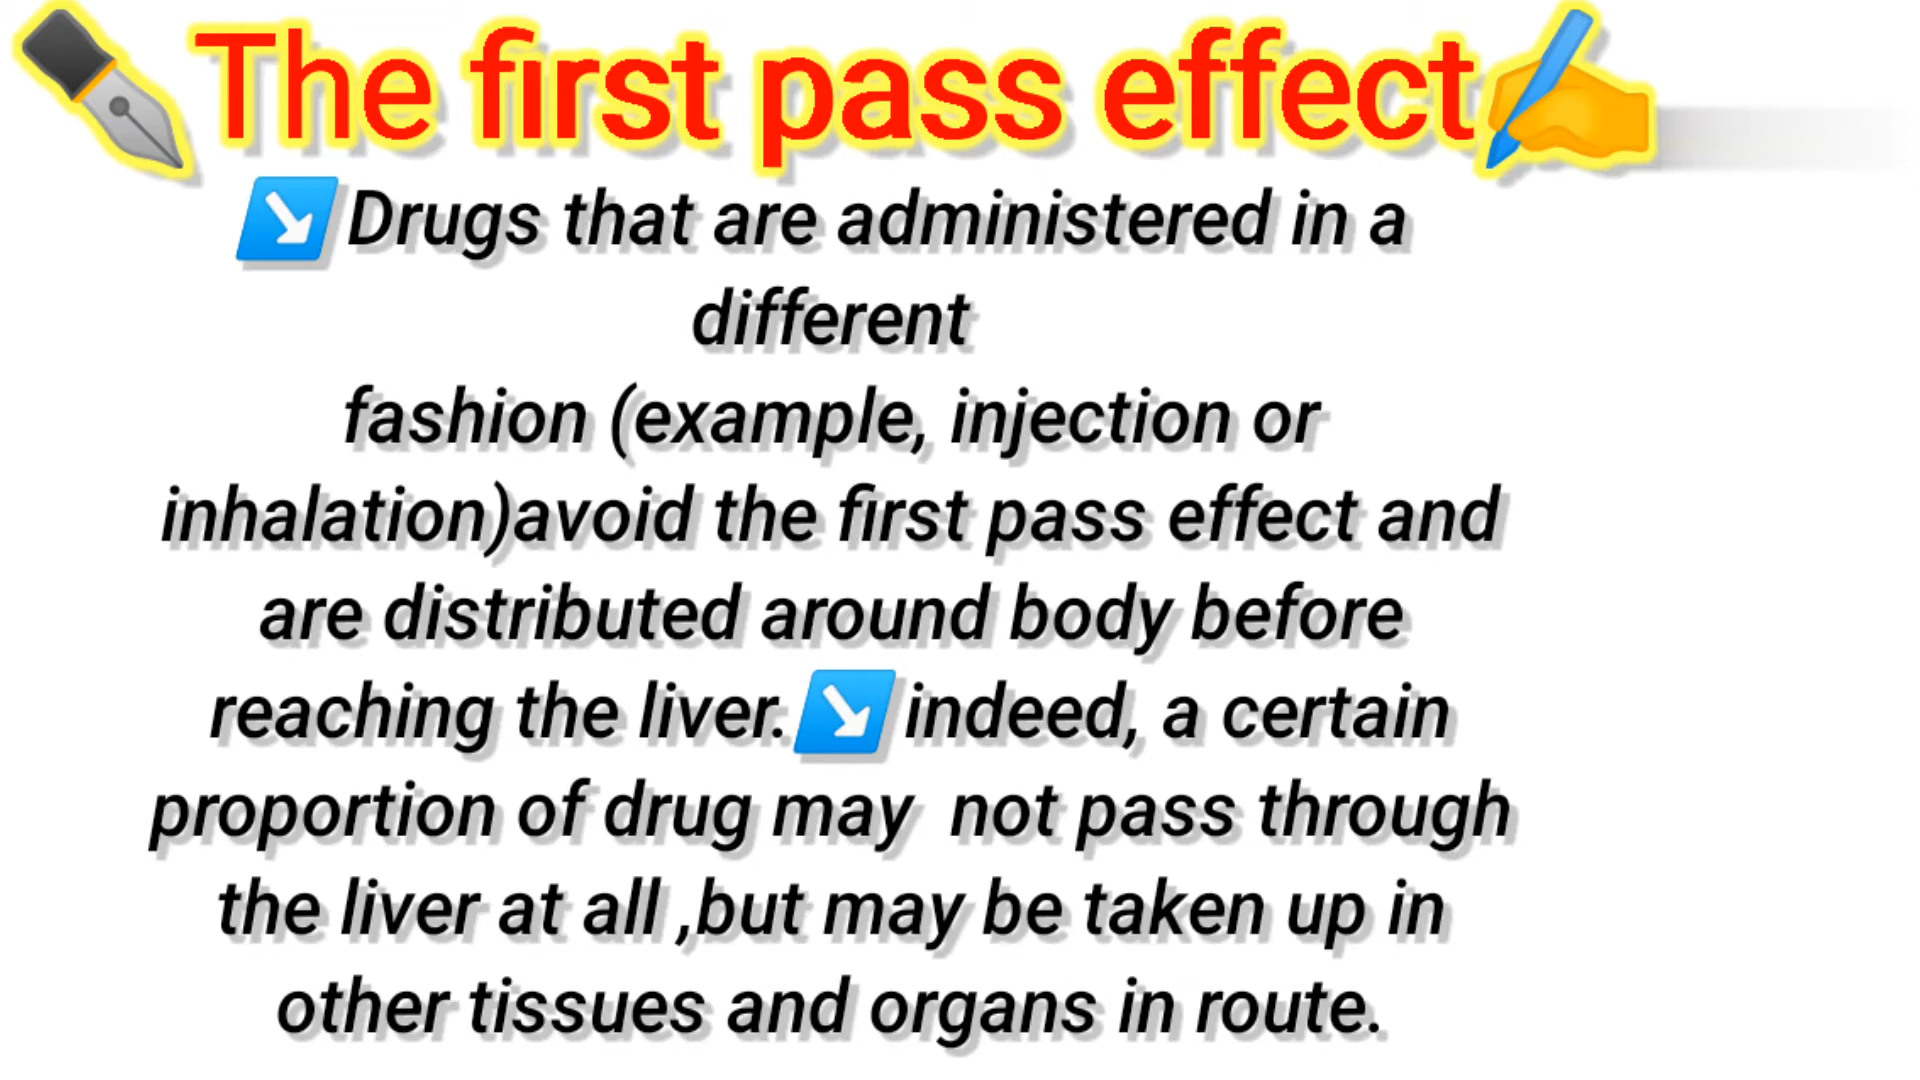 The first pass effect
Drugs that are administered in a
different
fashion (example, injection or
inhalation)avoid the first pass effect and
are distributed around body before
reaching the liver. indeed, a certain
proportion of drug may  not pass through
the liver at all ,but may be taken up in
other tissues and organs in route.